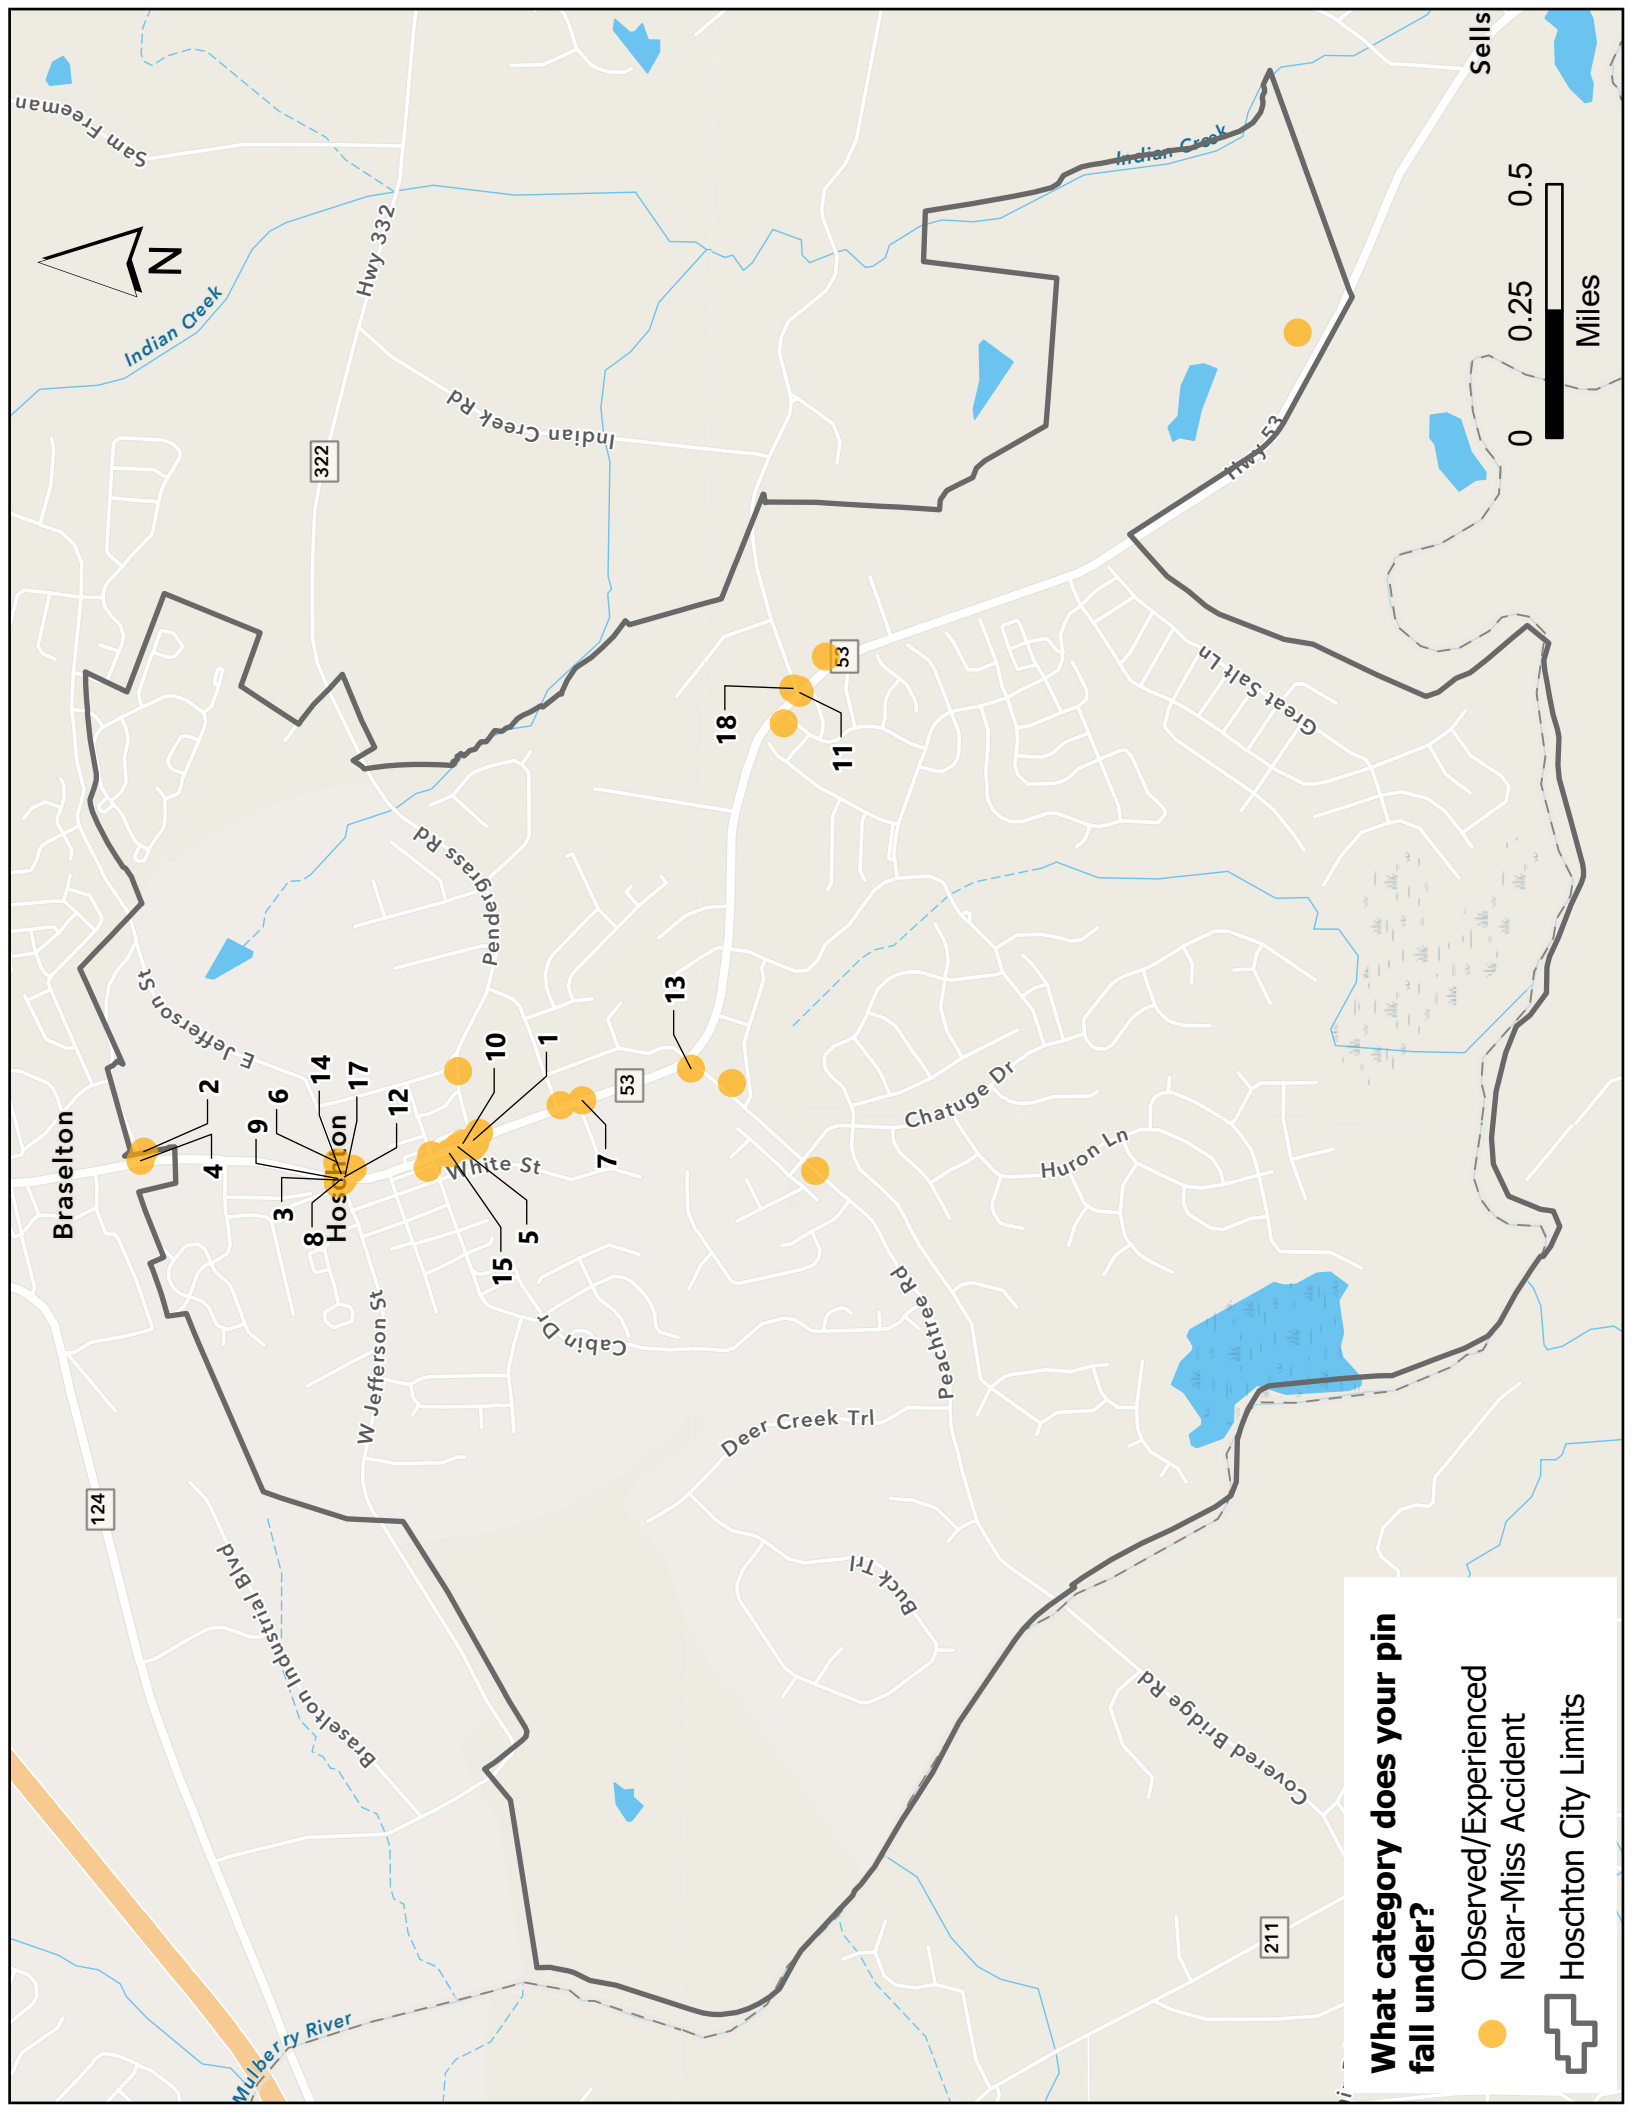 Sells
Sam Freeman
Indian Creek
N
Hwy 332
Indian Creek
0 0.25 0.5
Miles
Indian Creek Rd
322
Hwy 53
Great Salt Ln
53
18
11
Pendergrass Rd
E Jefferson St
13
10
1
14
17
6
12
2
9
53
Braselton
4
3
8
Hoschton
White St
7
15
5
Chatuge Dr
Huron Ln
W Jefferson St
Cabin Dr
Peachtree Rd
Deer Creek Trl
124
Braselton Industrial Blvd
Buck Trl
Covered Bridge Rd
211
Mulberry River
What category does your pin
fall under?
Observed/Experienced
Near-Miss Accident
Hoschton City Limits